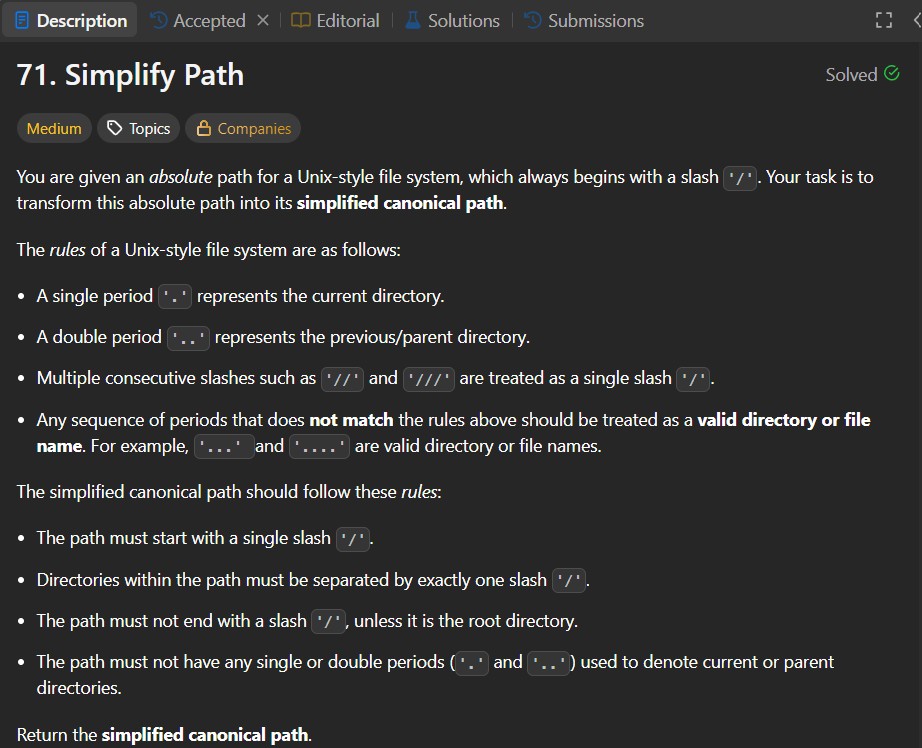 Description Accepted Editorial Solutions Submissions
71. Simplify Path
Solved
Medium Topics Companies
You are given an absolute path for a Unix-style file system, which always begins with a slash '/'. Your task is to
transform this absolute path into its simplified canonical path.
The rules of a Unix-style file system are as follows:
• A single period '.' represents the current directory.
• A double period '..' represents the previous/parent directory.
• Multiple consecutive slashes such as '//' and '///' are treated as a single slash '/'.
• Any sequence of periods that does not match the rules above should be treated as a valid directory or file
name. For example, '...' and '....' are valid directory or file names.
The simplified canonical path should follow these rules:
• The path must start with a single slash '/'.
• Directories within the path must be separated by exactly one slash '/'.
• The path must not end with a slash '/', unless it is the root directory.
• The path must not have any single or double periods ('.' and '..') used to denote current or parent
directories.
Return the simplified canonical path.